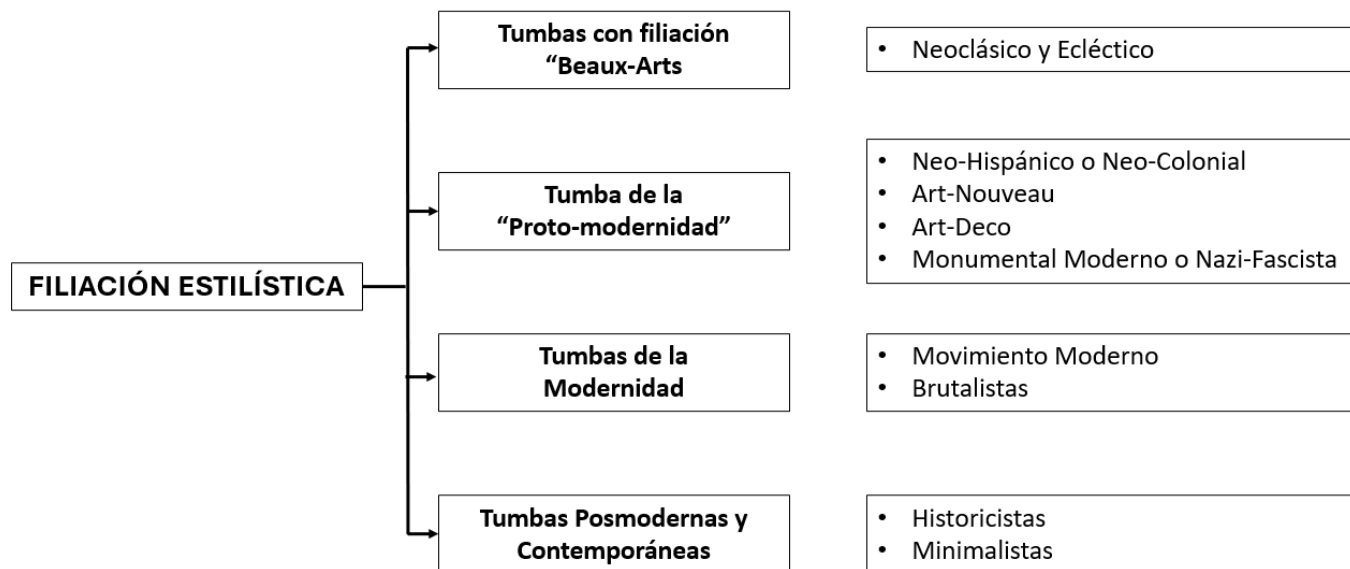 Tumbas con filiación
“Beaux-Arts
• Neoclásico y Ecléctico
Tumba de la
“Proto-modernidad”
• Neo-Hispánico o Neo-Colonial
• Art-Nouveau
• Art-Deco
• Monumental Moderno o Nazi-Fascista
FILIACIÓN ESTILÍSTICA
Tumbas de la
Modernidad
• Movimiento Moderno
• Brutalistas
Tumbas Posmodernas y
Contemporáneas
• Historicistas
• Minimalistas